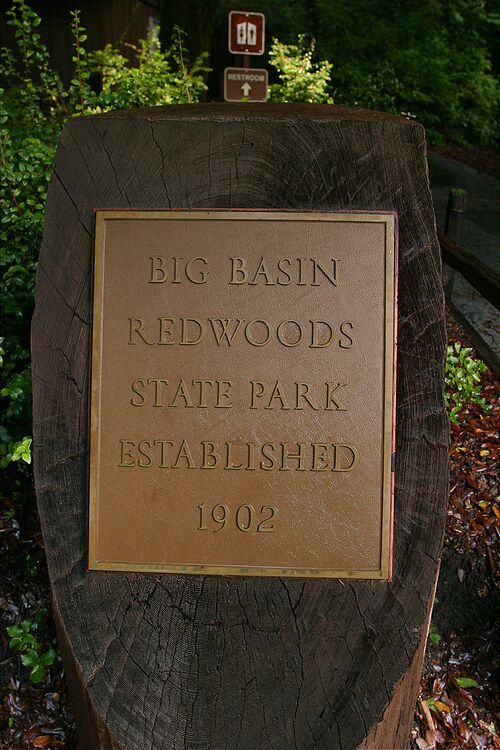 RESTROOM
BIG BASIN
REDWOODS
STATE PARK
ESTABLISHED
1902